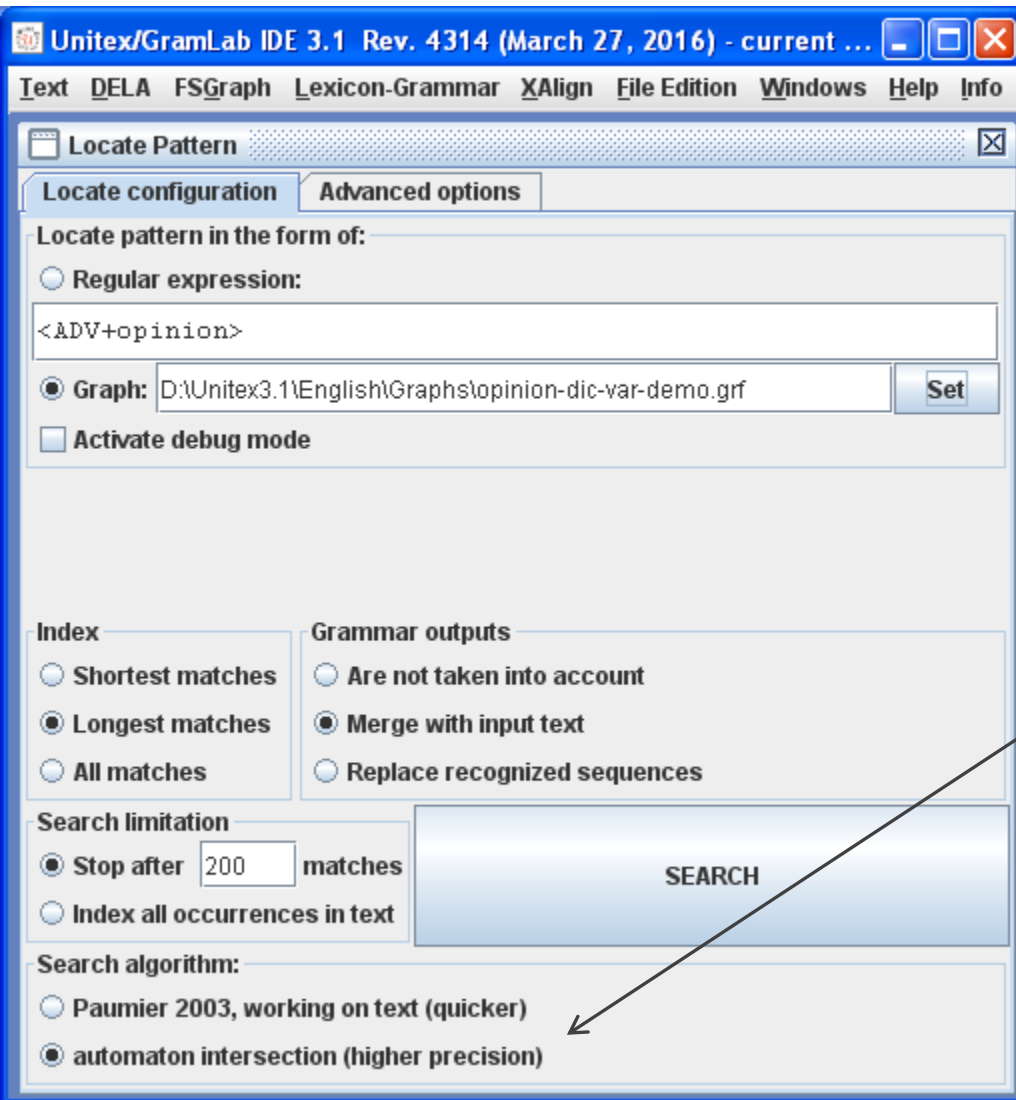 Unitex/GramLab IDE 3.1 Rev. 4314 (March 27, 2016) - current ...
Text DELA FSGraph Lexicon-Grammar XAlign File Edition Windows Help Info
Locate Pattern
Locate configuration Advanced options
Locate pattern in the form of:
Regular expression:
<ADV+opinion>
Graph: D:\Unitex3.1\English\Graphs\opinion-dic-var-demo.grf Set
Activate debug mode
Index Grammar outputs
Shortest matches Are not taken into account
Longest matches Merge with input text
All matches Replace recognized sequences
Search limitation
Stop after 200 matches SEARCH
Index all occurrences in text
Search algorithm:
Paumier 2003, working on text (quicker)
automaton intersection (higher precision)